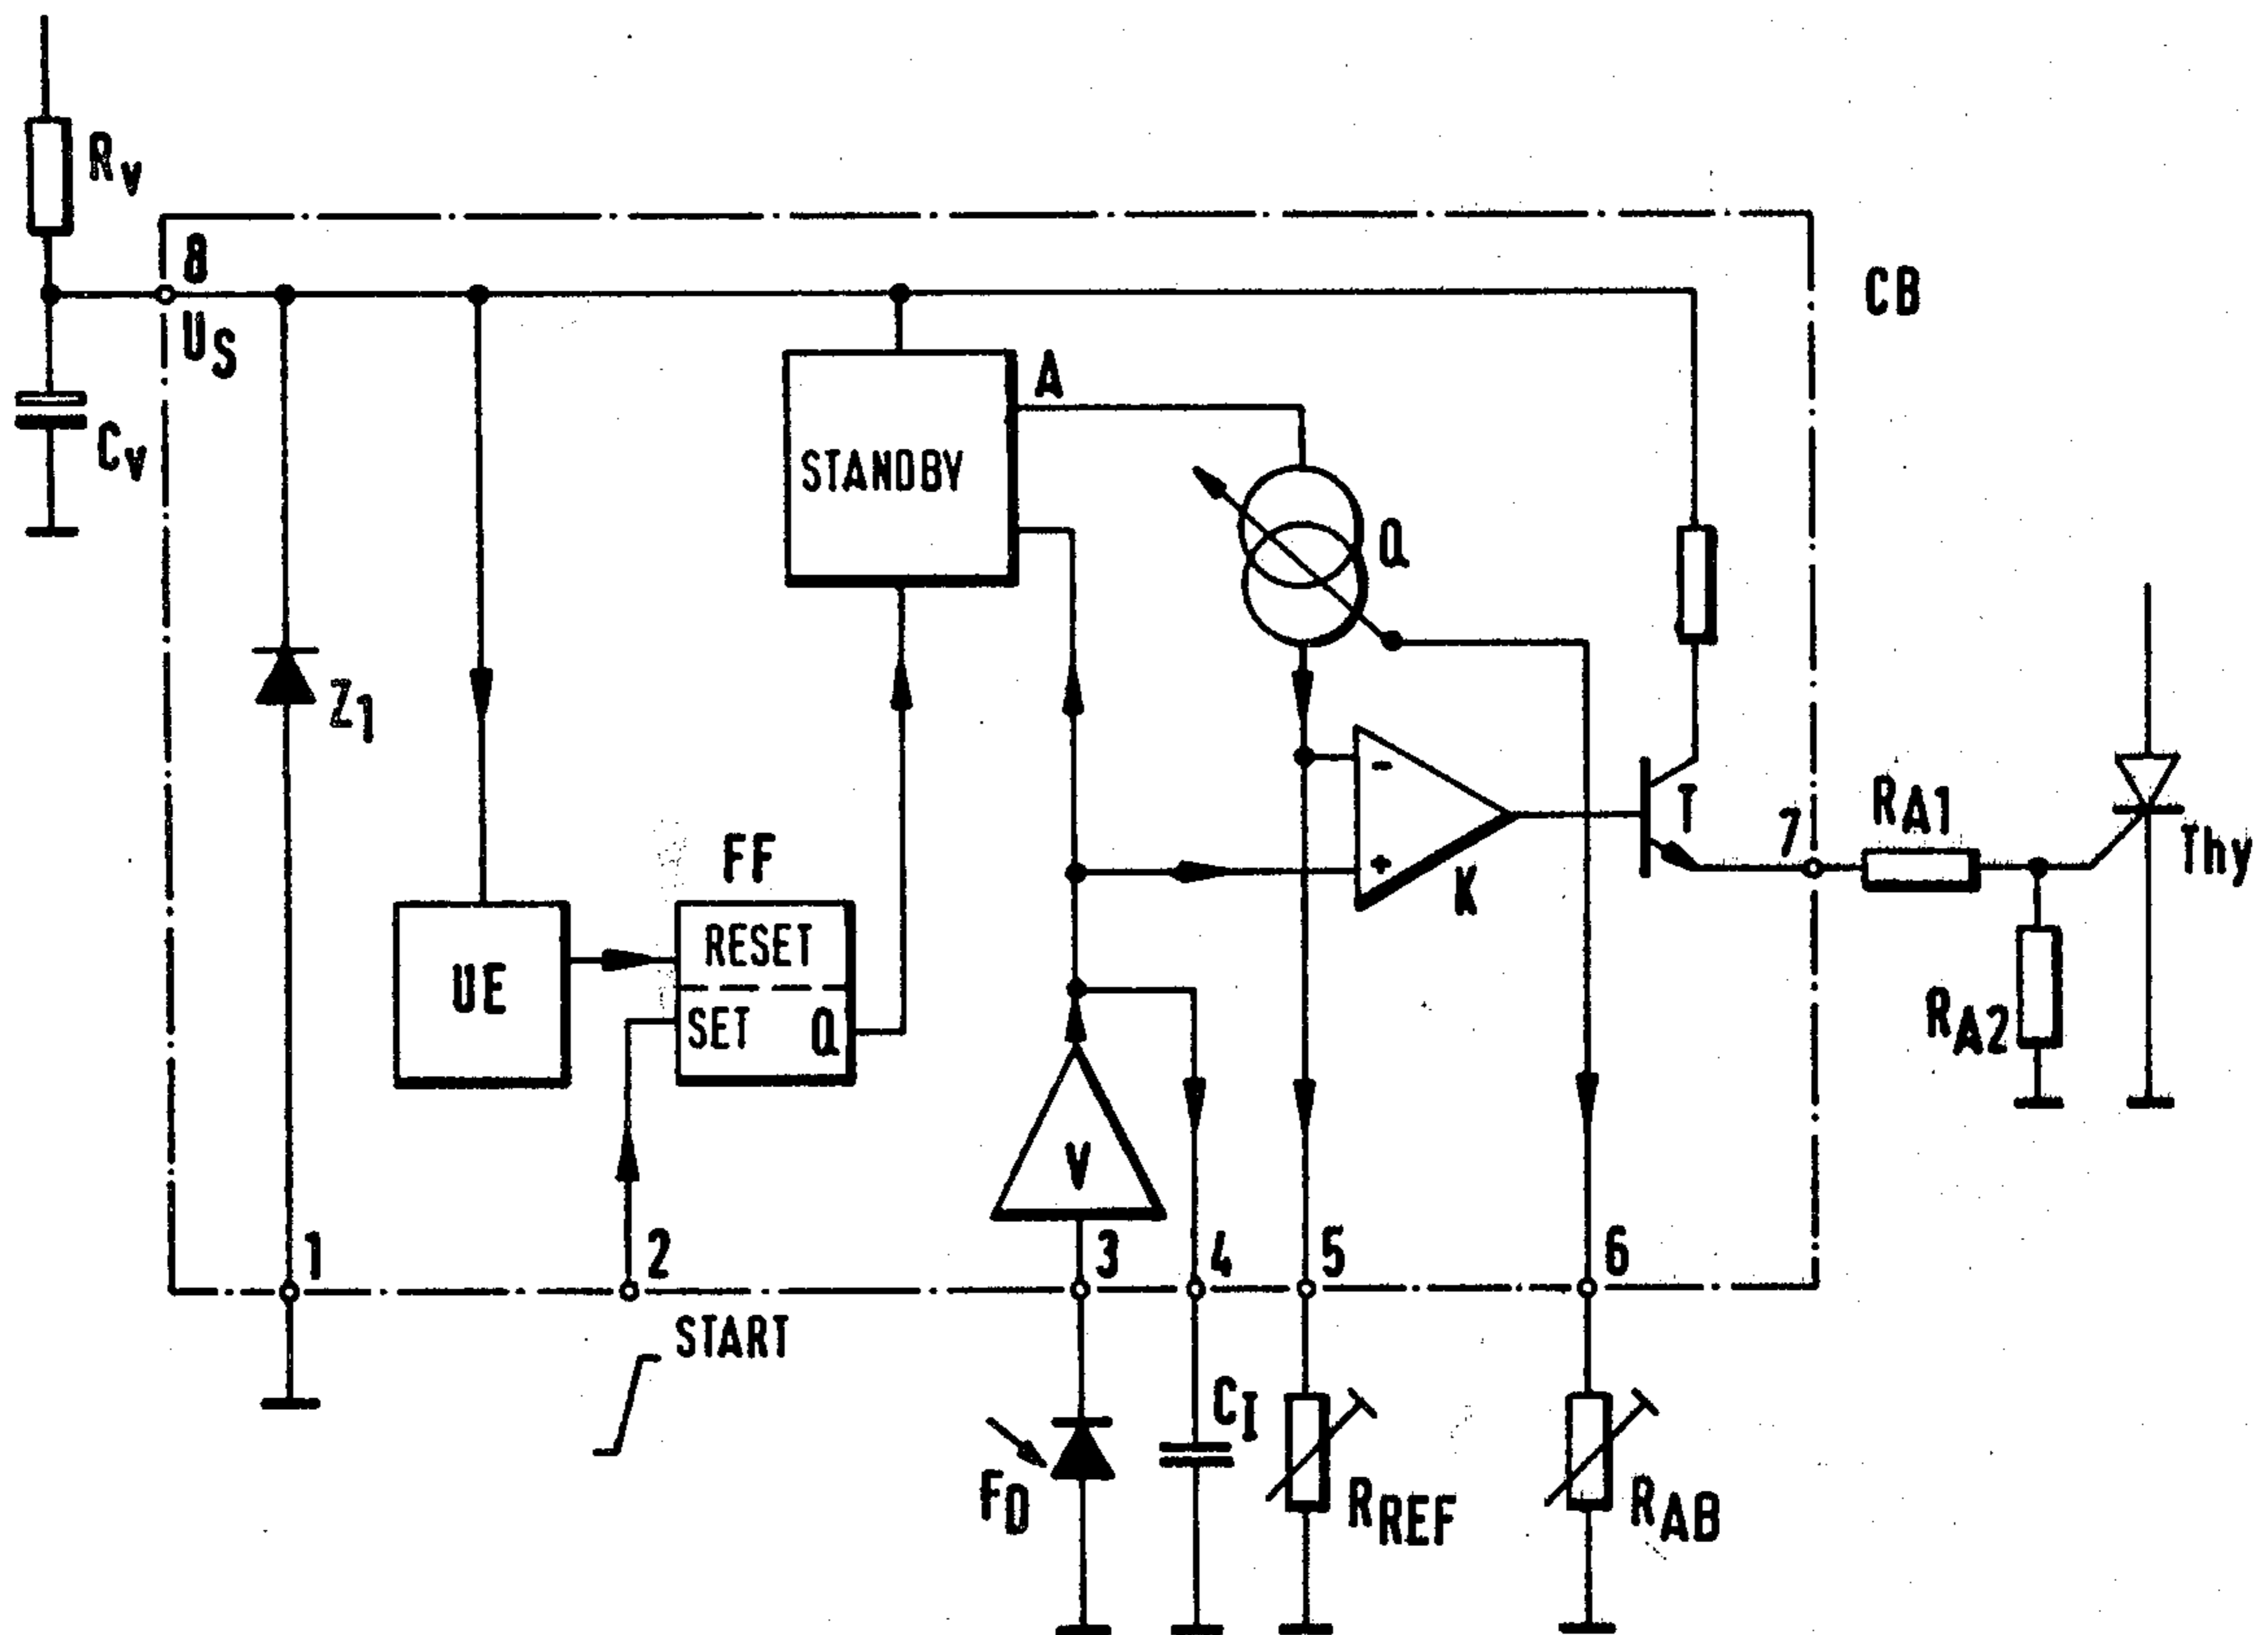 RV
8
CB
US
A
CV
STANDBY
Q
Z1
-
RA1
T
7
FF
Thy
+
K
RESET
UE
SET Q
RA2
V
1
2
3
4
5
6
START
CI
FD
RREF
RAB